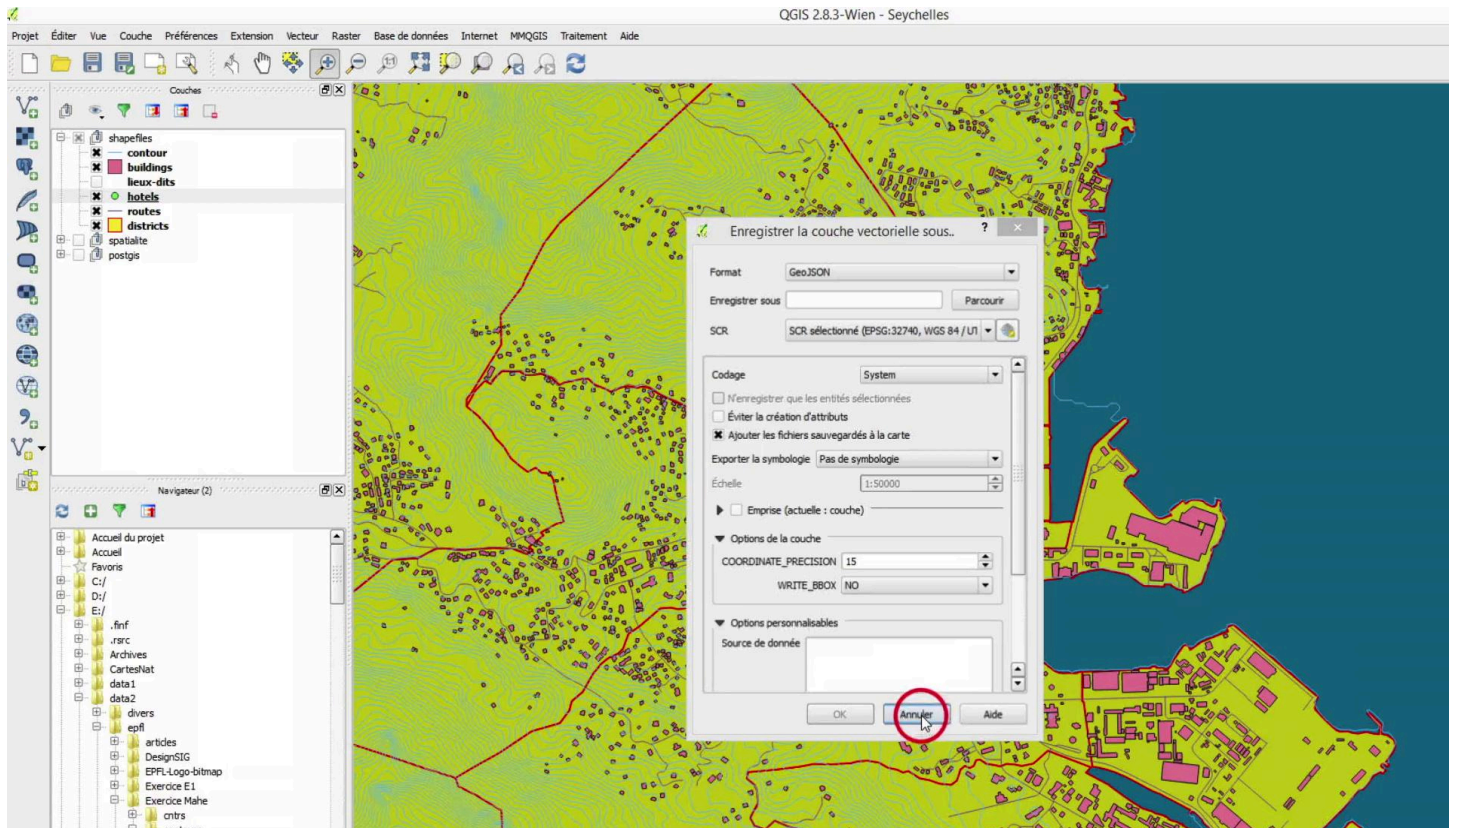 QGIS 2.8.3-Wien - Seychelles
Projet Éditer Vue Couche Préférences Extension Vecteur Raster Base de données Internet MMQGIS Traitement Aide
Couches
shapefiles
contour
buildings
lieux-dits
hotels
routes
districts
spatialite
postgis
Navigateur (2)
Accueil du projet
Accueil
Favoris
C:/
D:/
E:/
.finf
.rsrc
Archives
CartesNat
data1
data2
divers
epfl
articles
DesignSIG
EPFL-Logo-bitmap
Exercice E1
Exercice Mahe
cntrs
Enregistrer la couche vectorielle sous.. ?
Format GeoJSON
Enregistrer sous Parcourir
SCR SCR sélectionné (EPSG:32740, WGS 84 / UT
Codage System
N'enregistrer que les entités sélectionnées
Éviter la création d'attributs
Ajouter les fichiers sauvegardés à la carte
Exporter la symbologie Pas de symbologie
Échelle 1:50000
Emprise (actuelle : couche)
Options de la couche
COORDINATE_PRECISION 15
WRITE_BBOX NO
Options personnalisables
Source de donnée
OK Annuler Aide